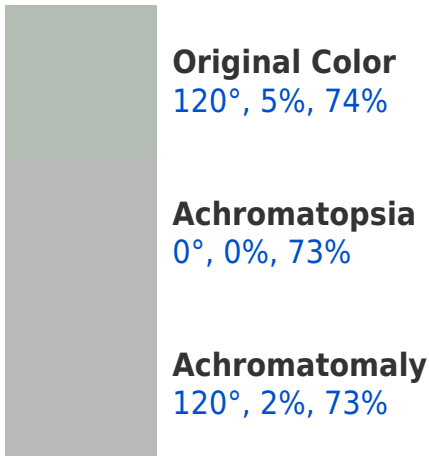 Original Color
120°, 5%, 74%
Achromatopsia
0°, 0%, 73%
Achromatomaly
120°, 2%, 73%